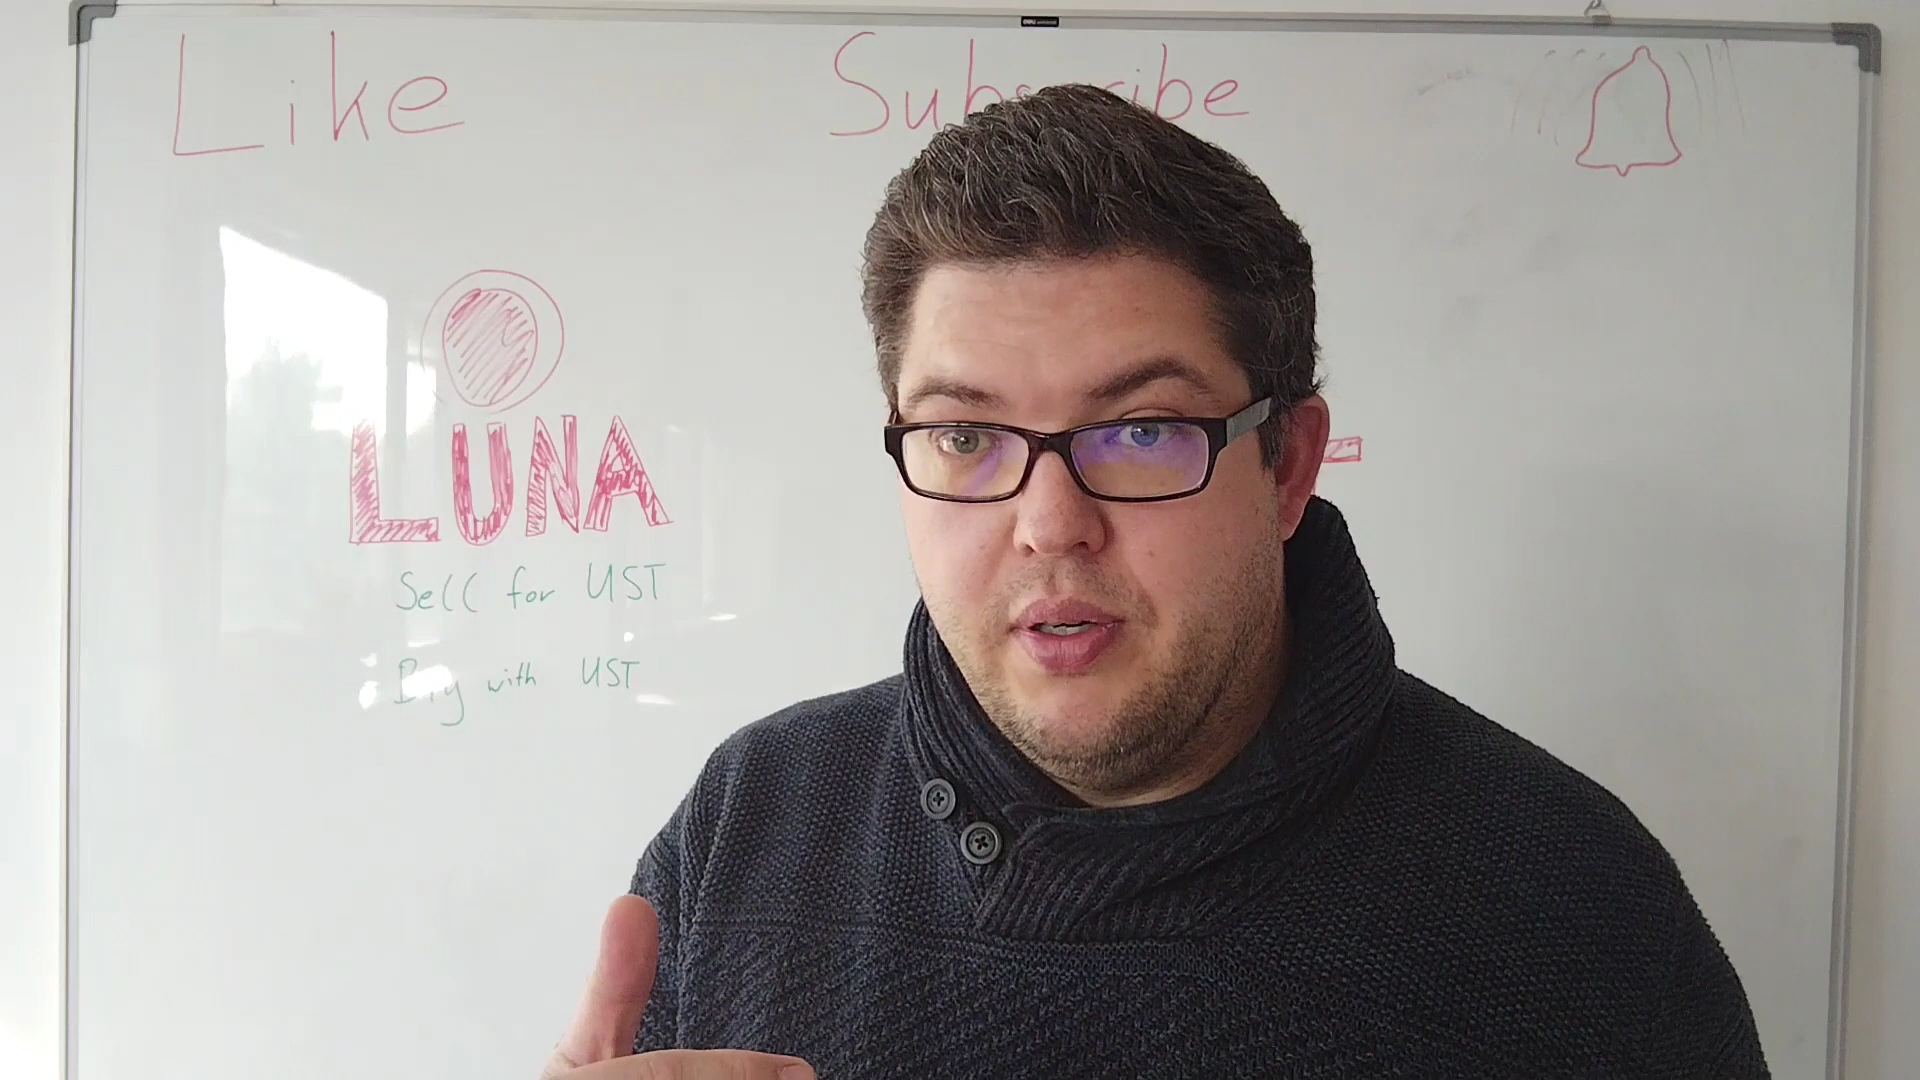 Like
Subscribe
LUNA
Sell for UST
Buy with UST